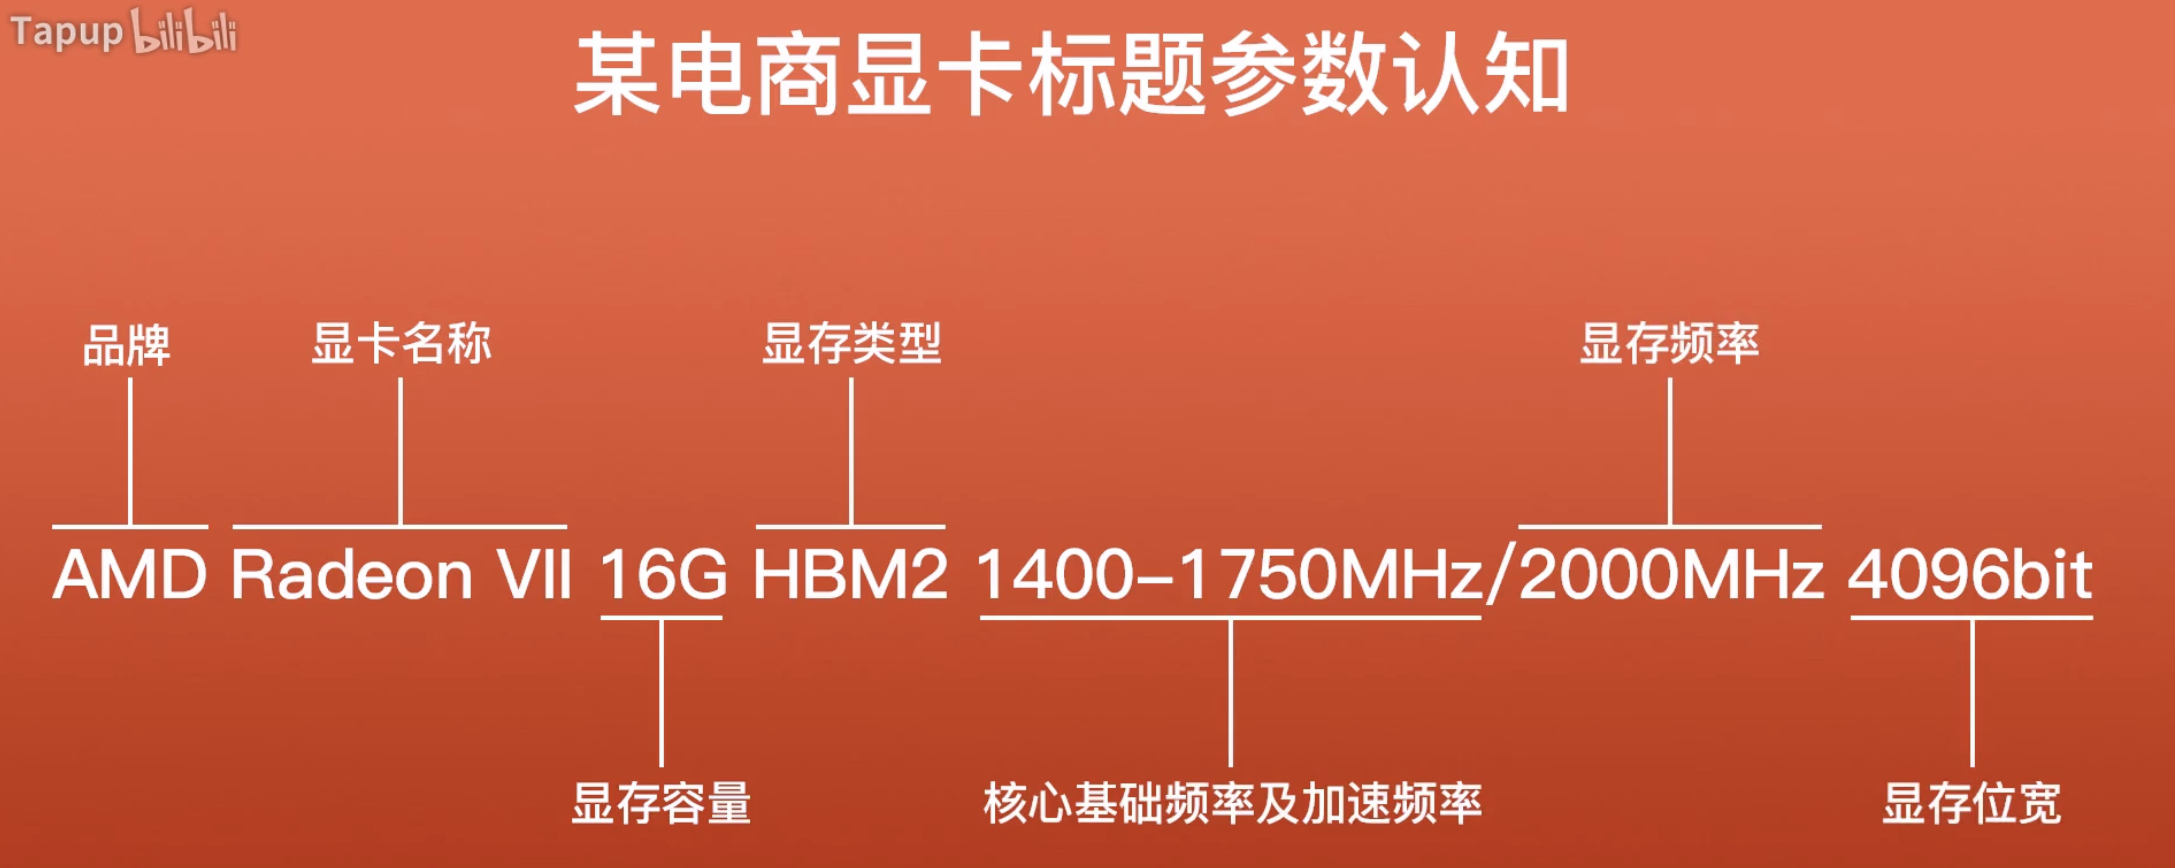 Tapup bilibili
某电商显卡标题参数认知
品牌 显卡名称 显存类型 显存频率
AMD Radeon VII 16G HBM2 1400-1750MHz/2000MHz 4096bit
显存容量 核心基础频率及加速频率 显存位宽